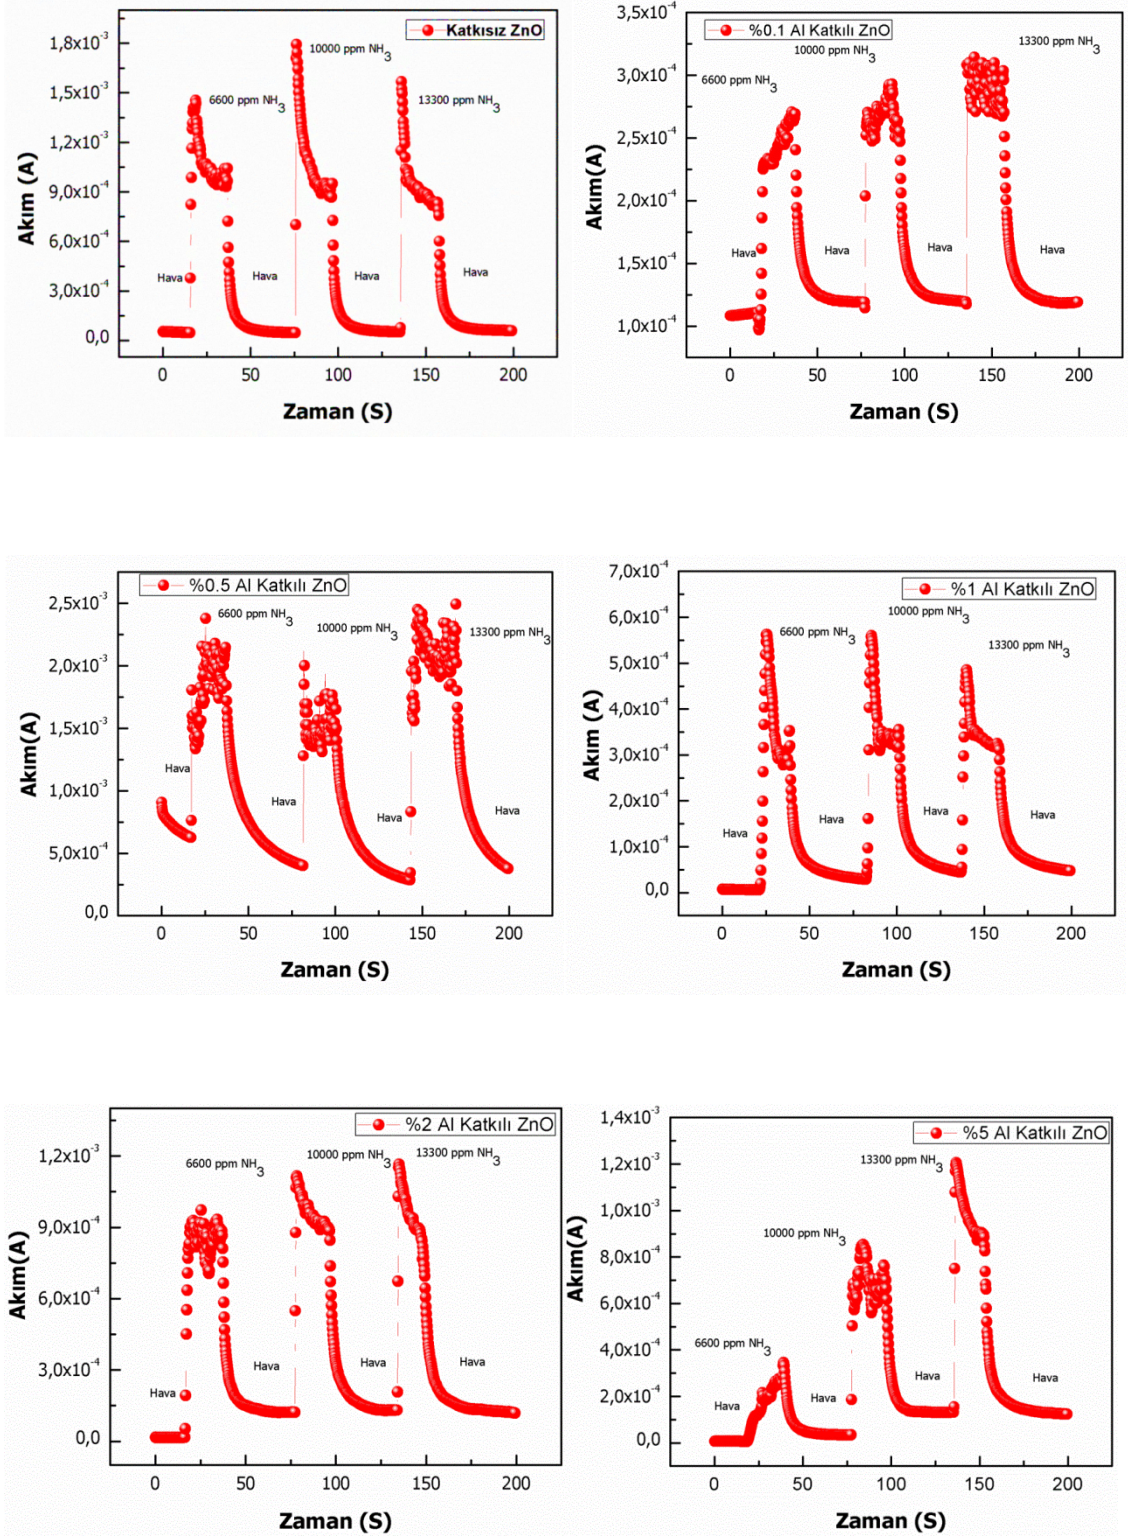 Katkısız ZnO
10000 ppm NH3
6600 ppm NH3
13300 ppm NH3
Hava
Hava
Hava
Hava
1,8x10-3
1,5x10-3
1,2x10-3
9,0x10-4
6,0x10-4
3,0x10-4
0,0
Akım (A)
0 50 100 150 200
Zaman (S)
%0.1 Al Katkılı ZnO
10000 ppm NH3
13300 ppm NH3
6600 ppm NH3
Hava
Hava
Hava
Hava
3,5x10-4
3,0x10-4
2,5x10-4
2,0x10-4
1,5x10-4
1,0x10-4
Akım(A)
0 50 100 150 200
Zaman (S)
%0.5 Al Katkılı ZnO
6600 ppm NH3
10000 ppm NH3
13300 ppm NH3
Hava
Hava
Hava
Hava
2,5x10-3
2,0x10-3
1,5x10-3
1,0x10-3
5,0x10-4
0,0
Akım(A)
0 50 100 150 200
Zaman (S)
%1 Al Katkılı ZnO
10000 ppm NH3
6600 ppm NH3
13300 ppm NH3
Hava
Hava
Hava
Hava
7,0x10-4
6,0x10-4
5,0x10-4
4,0x10-4
3,0x10-4
2,0x10-4
1,0x10-4
0,0
Akım (A)
0 50 100 150 200
Zaman (S)
%2 Al Katkılı ZnO
6600 ppm NH3
10000 ppm NH3
13300 ppm NH3
Hava
Hava
Hava
Hava
1,2x10-3
9,0x10-4
6,0x10-4
3,0x10-4
0,0
Akım(A)
0 50 100 150 200
Zaman (S)
%5 Al Katkılı ZnO
13300 ppm NH3
10000 ppm NH3
6600 ppm NH3
Hava
Hava
Hava
Hava
1,4x10-3
1,2x10-3
1,0x10-3
8,0x10-4
6,0x10-4
4,0x10-4
2,0x10-4
0,0
Akım(A)
0 50 100 150 200
Zaman (S)